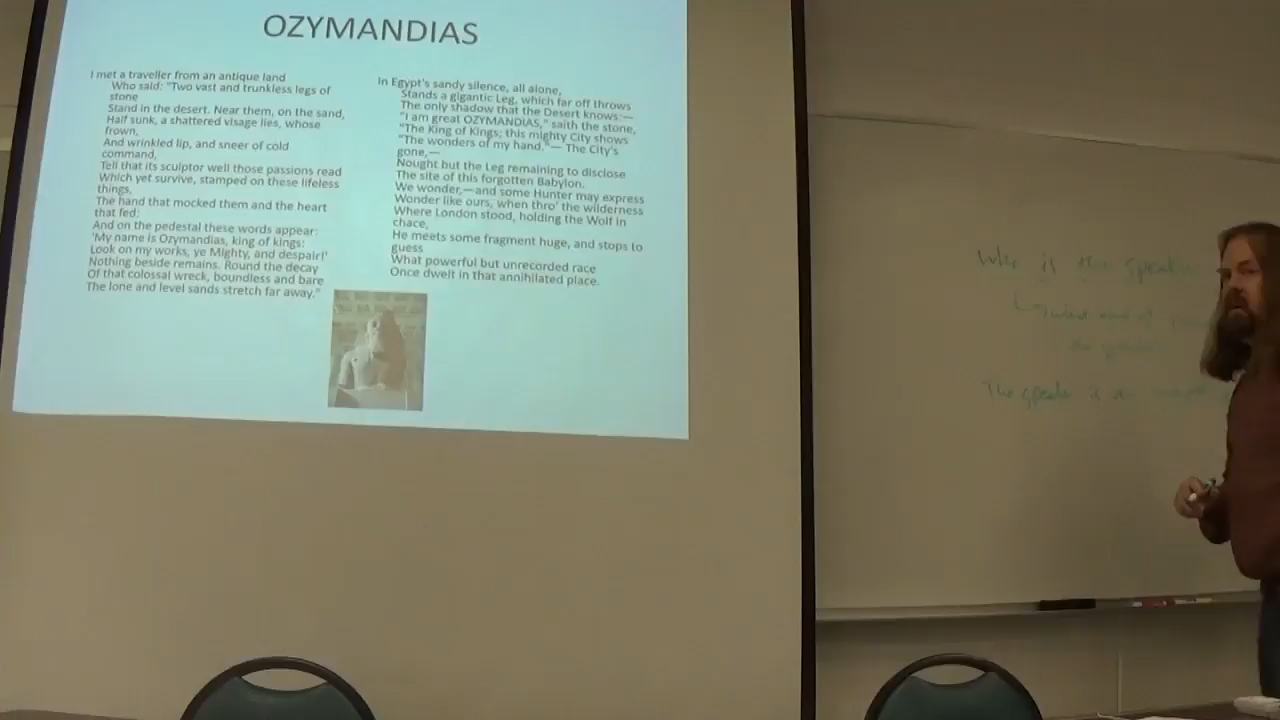 OZYMANDIAS
I met a traveller from an antique land
Who said: "Two vast and trunkless legs of
stone
Stand in the desert. Near them, on the sand,
Half sunk, a shattered visage lies, whose
frown,
And wrinkled lip, and sneer of cold
command,
Tell that its sculptor well those passions read
Which yet survive, stamped on these lifeless
things,
The hand that mocked them and the heart
that fed:
And on the pedestal these words appear:
'My name is Ozymandias, king of kings:
Look on my works, ye Mighty, and despair!'
Nothing beside remains. Round the decay
Of that colossal wreck, boundless and bare
The lone and level sands stretch far away."
In Egypt's sandy silence, all alone,
Stands a gigantic Leg, which far off throws
The only shadow that the Desert knows:—
"I am great OZYMANDIAS," saith the stone,
"The King of Kings; this mighty City shows
"The wonders of my hand."— The City's
gone,—
Nought but the Leg remaining to disclose
The site of this forgotten Babylon.
We wonder,—and some Hunter may express
Wonder like ours, when thro' the wilderness
Where London stood, holding the Wolf in
chace,
He meets some fragment huge, and stops to
guess
What powerful but unrecorded race
Once dwelt in that annihilated place.
is the speaker
what kind of
the
The speaker is a